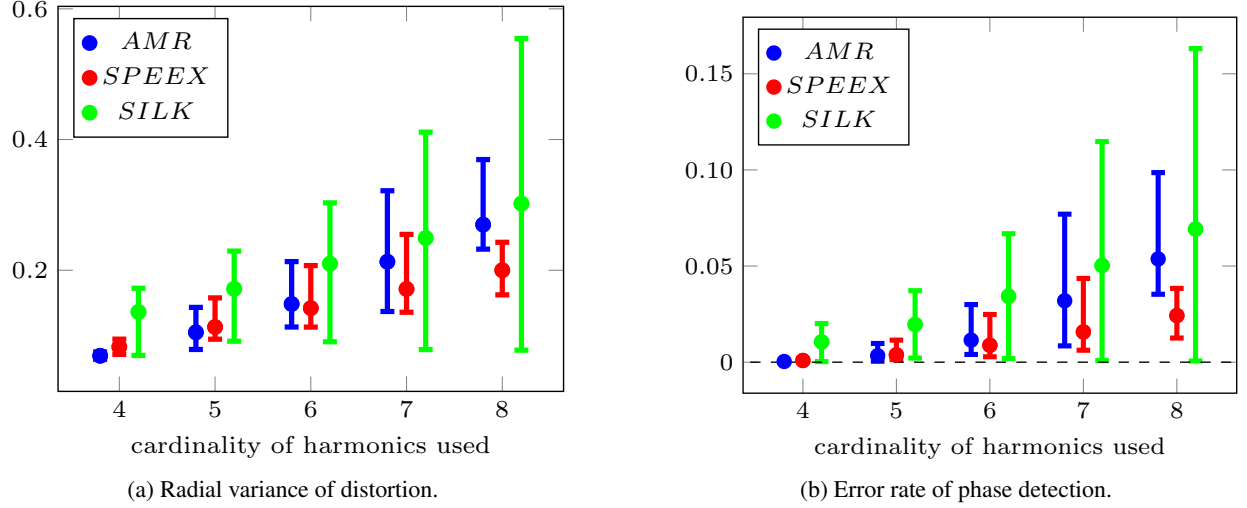 0.6
0.4
0.2
AMR
SPEEX
SILK
4 5 6 7 8
cardinality of harmonics used
(a) Radial variance of distortion.
0.15
0.10
0.05
0
AMR
SPEEX
SILK
4 5 6 7 8
cardinality of harmonics used
(b) Error rate of phase detection.